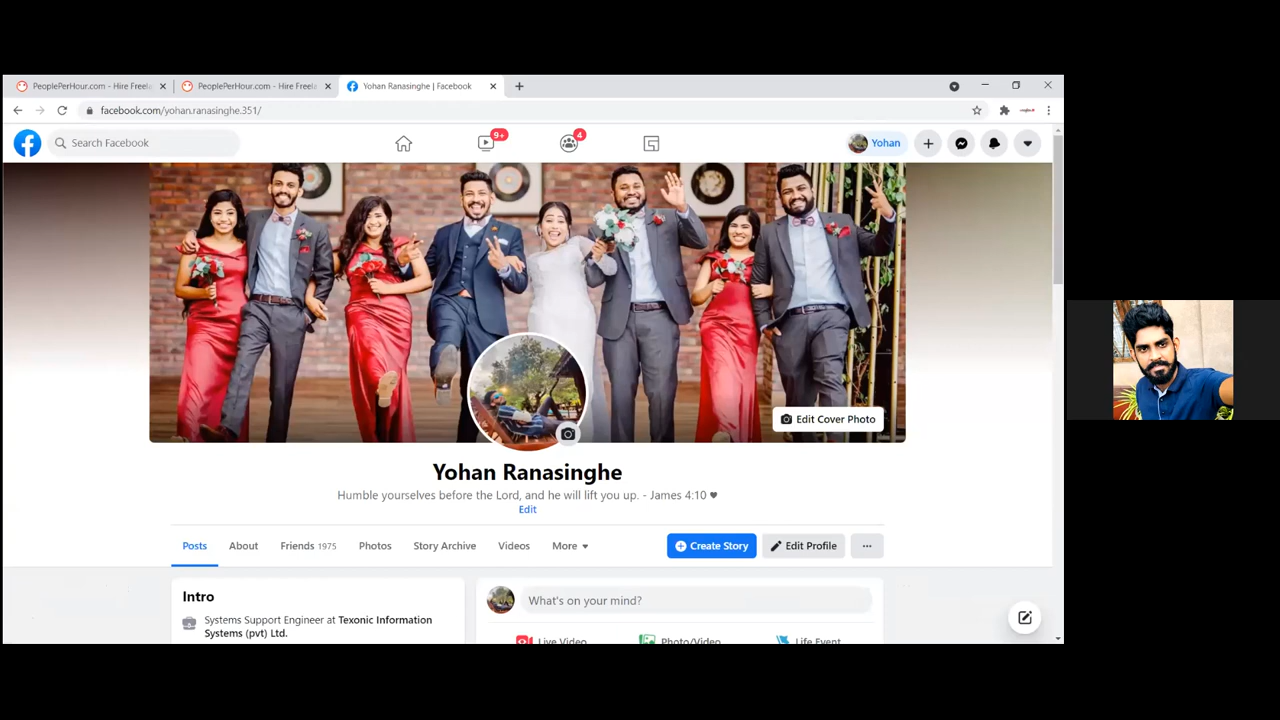 PeoplePerHour.com - Hire Freela
PeoplePerHour.com - Hire Freela
Yohan Ranasinghe | Facebook
facebook.com/yohan.ranasinghe.351/
Search Facebook
9+
4
Yohan
Edit Cover Photo
Yohan Ranasinghe
Humble yourselves before the Lord, and he will lift you up. - James 4:10 ♥
Edit
Posts
About
Friends 1975
Photos
Story Archive
Videos
More
Create Story
Edit Profile
Intro
Systems Support Engineer at Texonic Information
Systems (pvt) Ltd.
What's on your mind?
Live Video
Photo/Video
Life Event